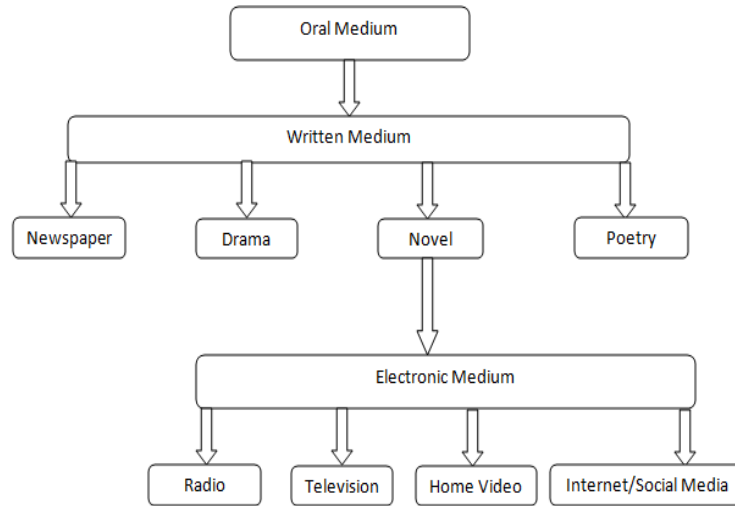 Oral Medium
Written Medium
Newspaper
Drama
Novel
Poetry
Electronic Medium
Radio
Television
Home Video
Internet/Social Media